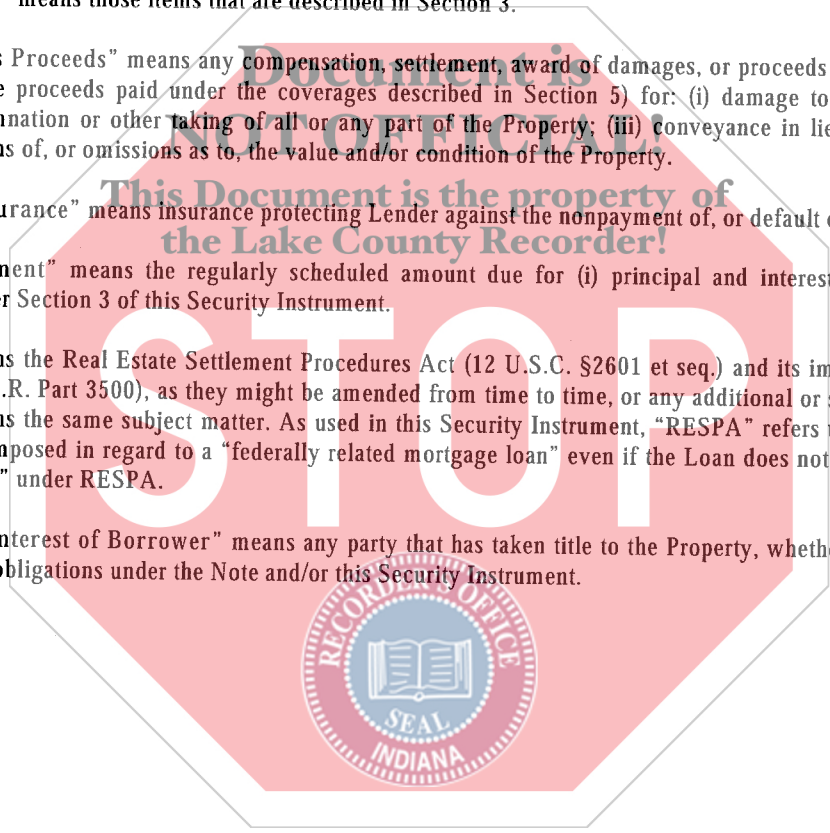 means those items that are described in Section 3.
Proceeds” means any compensation, settlement, award of damages, or proceeds
proceeds paid under the coverages described in Section 5) for: (i) damage to
nation or other taking of all or any part of the Property; (iii) conveyance in lie
s of, or omissions as to, the value and/or condition of the Property.
urance” means insurance protecting Lender against the nonpayment of, or default
nent” means the regularly scheduled amount due for (i) principal and interest
r Section 3 of this Security Instrument.
ns the Real Estate Settlement Procedures Act (12 U.S.C. §2601 et seq.) and its im
.R. Part 3500), as they might be amended from time to time, or any additional or
ns the same subject matter. As used in this Security Instrument, “RESPA” refers
nposed in regard to a “federally related mortgage loan” even if the Loan does not
” under RESPA.
nterest of Borrower” means any party that has taken title to the Property, wheth
obligations under the Note and/or this Security Instrument.
Document is
NOT OFFICIAL!
This Document is the property of
the Lake County Recorder!
STOP
RECORDER'S OFFICE
SEAL
INDIANA